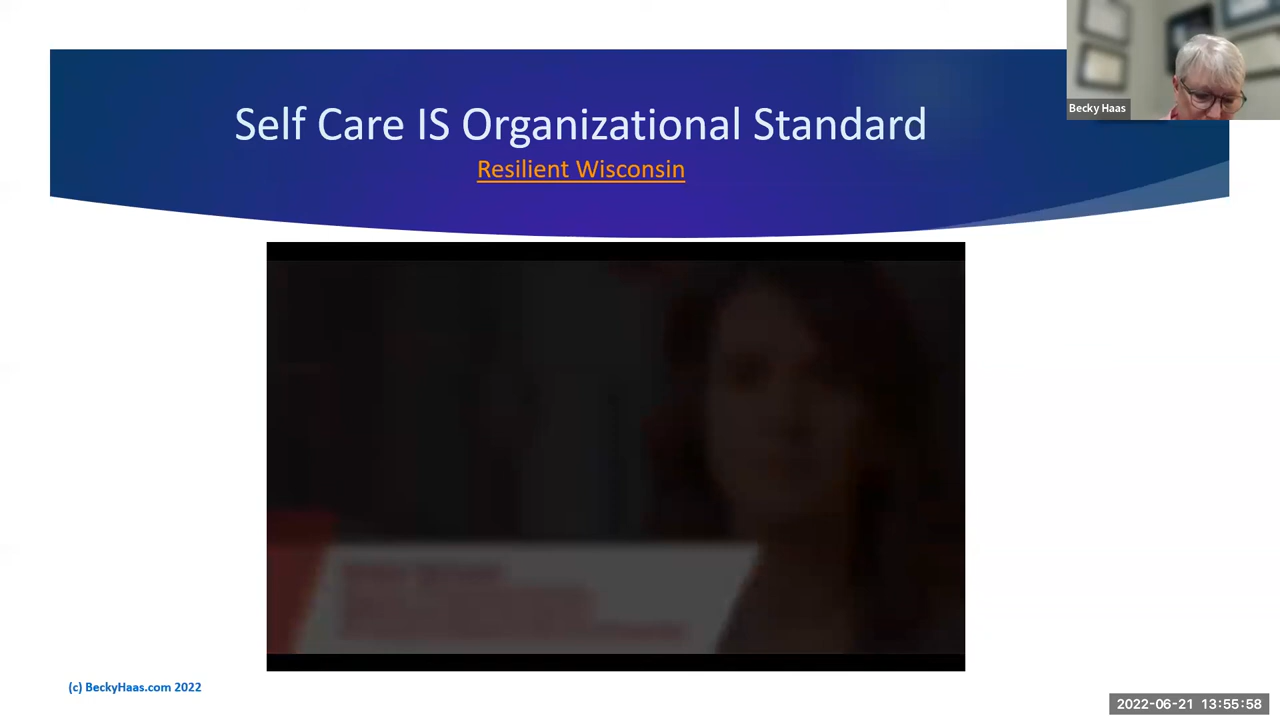 Self Care IS Organizational Standard
Resilient Wisconsin
Becky Haas
(c) BeckyHaas.com 2022
2022-06-21 13:55:58